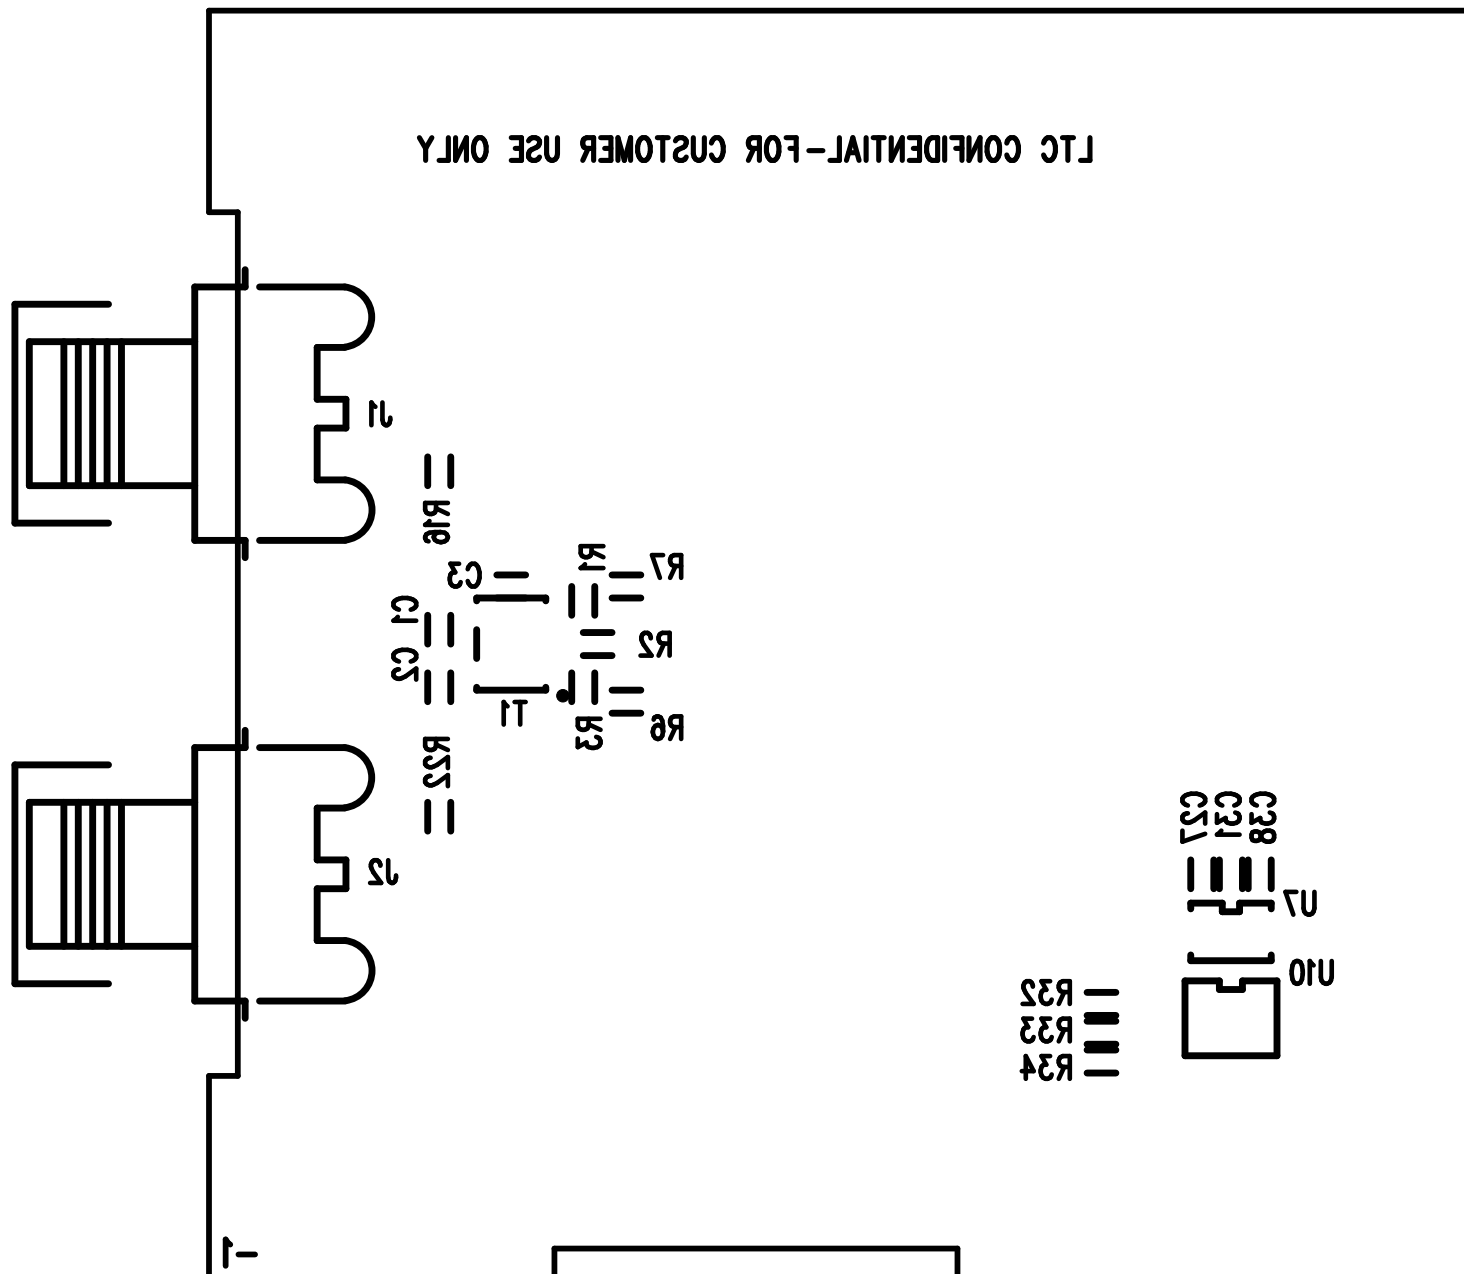 LTC CONFIDENTIAL-FOR CUSTOMER USE ONLY
J1
R16
C3
R1
R7
C1
R2
C2
T1
R3
R6
R22
J2
C27
C31
C38
U7
U10
R32
R33
R34
-1